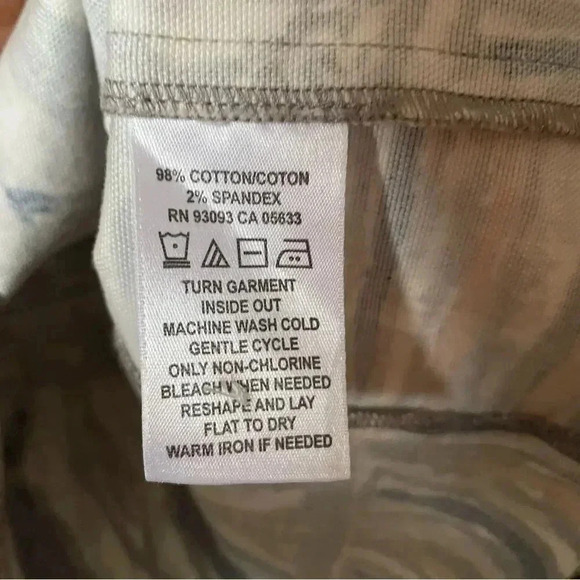 98% COTTON/COTON
2% SPANDEX
RN 93093 CA 05633
TURN GARMENT
INSIDE OUT
MACHINE WASH COLD
GENTLE CYCLE
ONLY NON-CHLORINE
BLEACH WHEN NEEDED
RESHAPE AND LAY
FLAT TO DRY
WARM IRON IF NEEDED